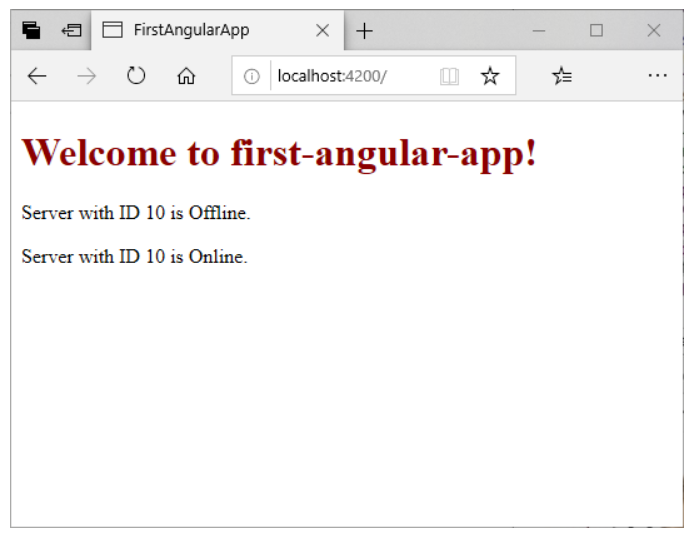 FirstAngularApp
localhost:4200/
Welcome to first-angular-app!
Server with ID 10 is Offline.
Server with ID 10 is Online.